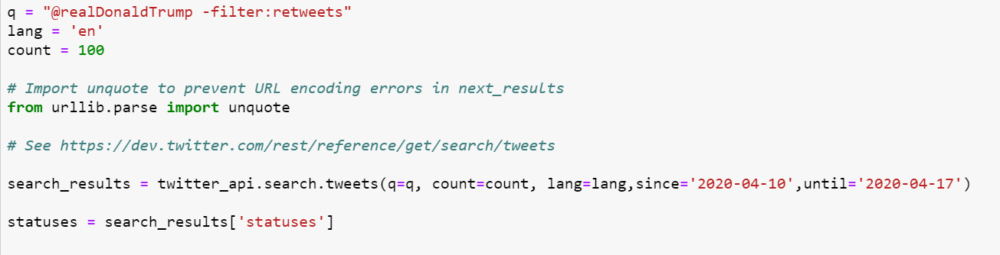 q = "@realDonaldTrump -filter:retweets"
lang = 'en'
count = 100
# Import unquote to prevent URL encoding errors in next_results
from urllib.parse import unquote
# See https://dev.twitter.com/rest/reference/get/search/tweets
search_results = twitter_api.search.tweets(q=q, count=count, lang=lang,since='2020-04-10',until='2020-04-17')
statuses = search_results['statuses']